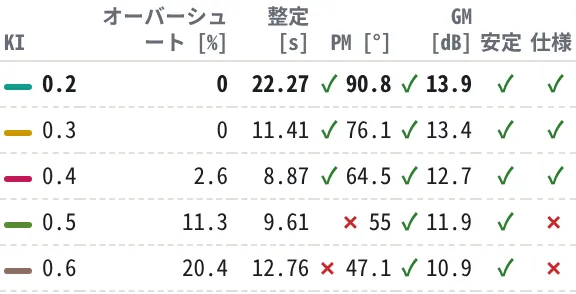 KI オーバーシュート [%] 整定 [s] PM [°] GM [dB] 安定 仕様
0.2 0 22.27 ✓ 90.8 ✓ 13.9 ✓ ✓
0.3 0 11.41 ✓ 76.1 ✓ 13.4 ✓ ✓
0.4 2.6 8.87 ✓ 64.5 ✓ 12.7 ✓ ✓
0.5 11.3 9.61 × 55 ✓ 11.9 ✓ ×
0.6 20.4 12.76 × 47.1 ✓ 10.9 ✓ ×